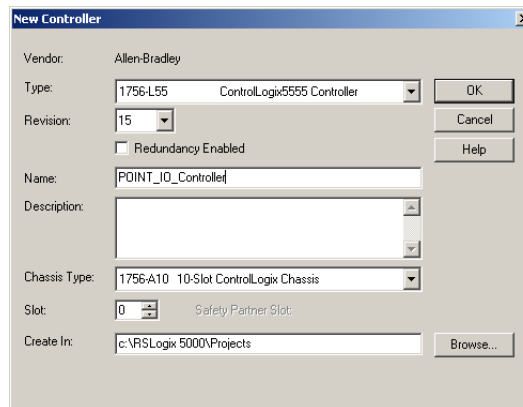 New Controller
Vendor: Allen-Bradley
Type: 1756-L55 ControlLogix5555 Controller OK
Revision: 15 Cancel
Redundancy Enabled Help
Name: POINT_IO_Controller
Description:
Chassis Type: 1756-A10 10-Slot ControlLogix Chassis
Slot: 0 Safety Partner Slot:
Create In: c:\RSLogix 5000\Projects Browse...